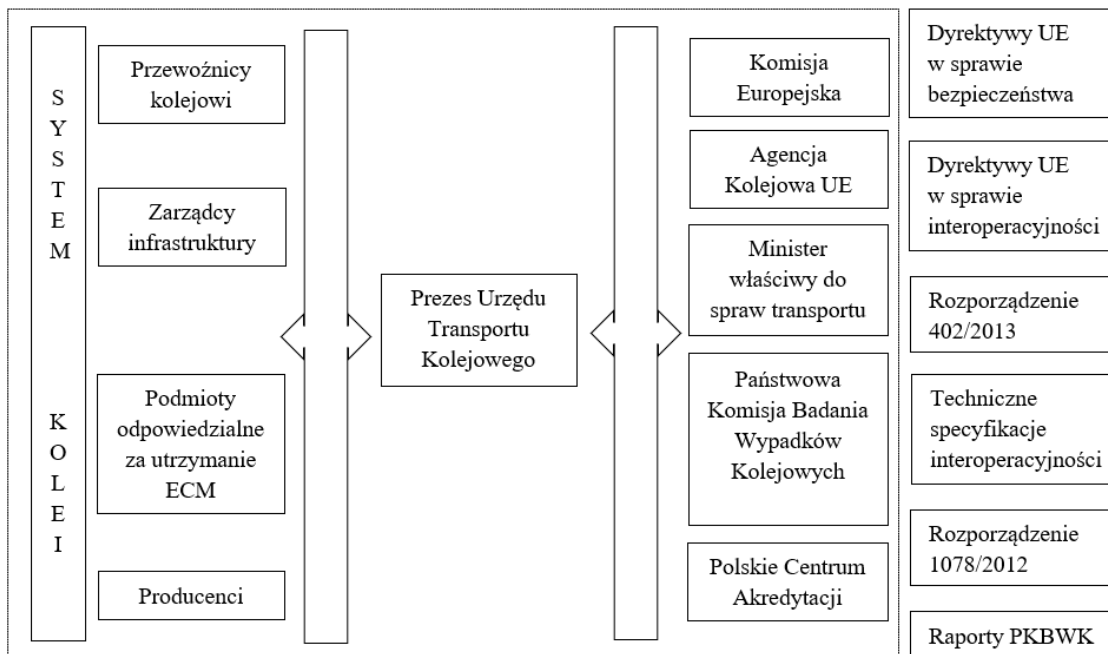 SYSTEM KOLEI
Przewoźnicy
kolejowi
Zarządcy
infrastruktury
Podmioty
odpowiedzialne
za utrzymanie
ECM
Producenci
Prezes Urzędu
Transportu
Kolejowego
Komisja
Europejska
Agencja
Kolejowa UE
Minister
właściwy do
spraw transportu
Państwowa
Komisja Badania
Wypadków
Kolejowych
Polskie Centrum
Akredytacji
Dyrektywy UE
w sprawie
bezpieczeństwa
Dyrektywy UE
w sprawie
interoperacyjności
Rozporządzenie
402/2013
Techniczne
specyfikacje
interoperacyjności
Rozporządzenie
1078/2012
Raporty PKBWK